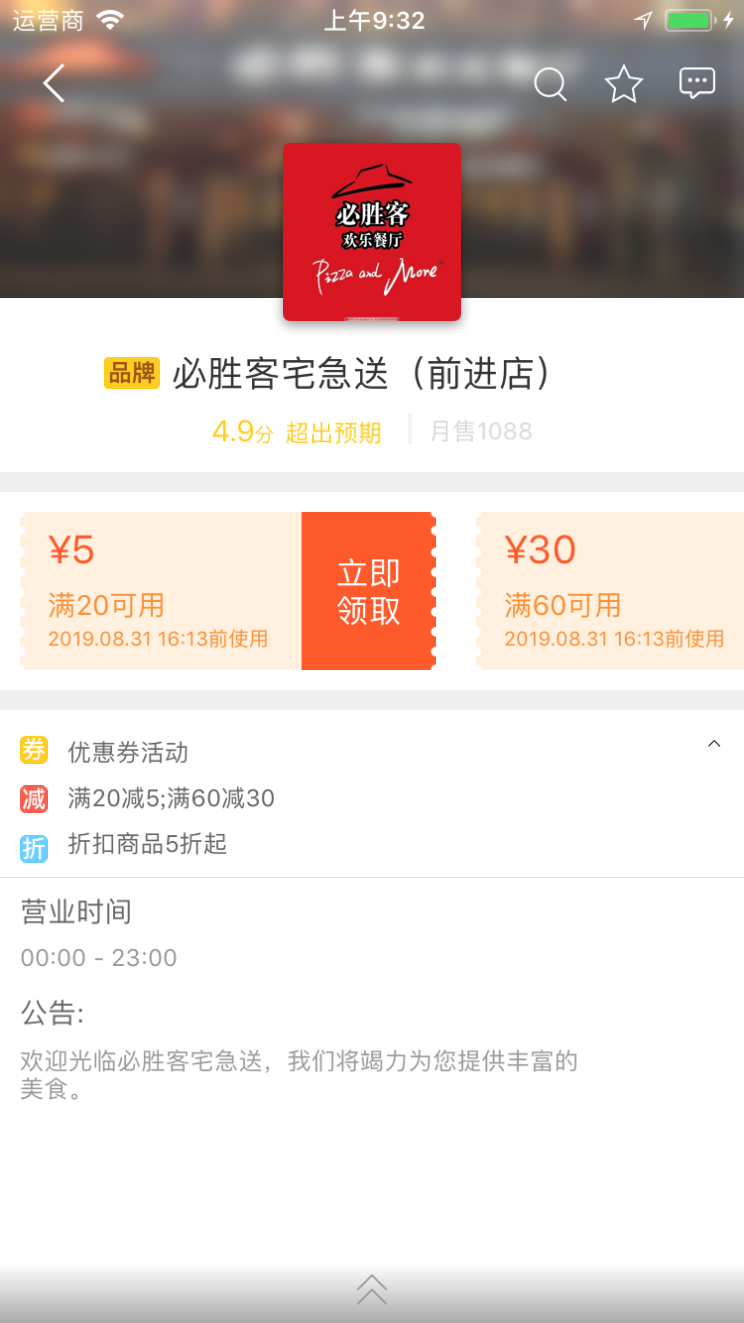 运营商
上午9:32
必胜客
欢乐餐厅
Pizza and More
品牌 必胜客宅急送（前进店）
4.9分 超出预期 月售1088
¥5
满20可用
2019.08.31 16:13前使用
立即
领取
¥30
满60可用
2019.08.31 16:13前使用
券 优惠券活动
减 满20减5;满60减30
折 折扣商品5折起
营业时间
00:00 - 23:00
公告:
欢迎光临必胜客宅急送，我们将竭力为您提供丰富的
美食。